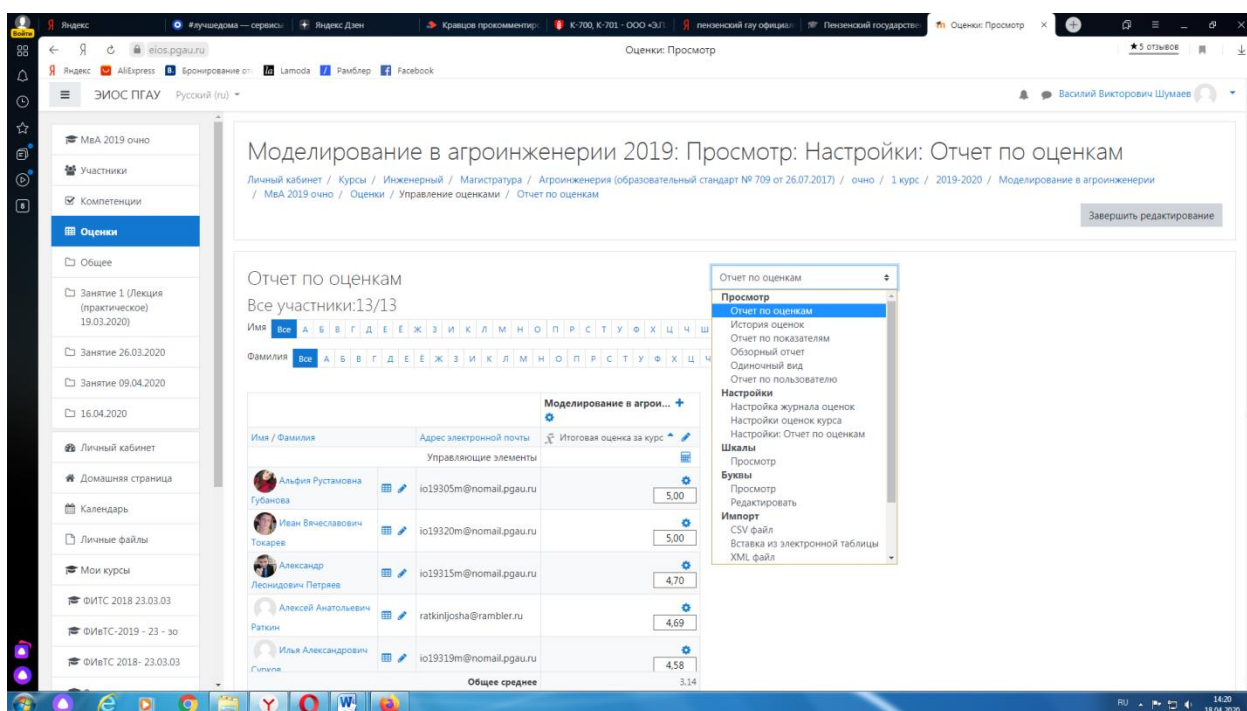 Войти
Яндекс
#лучшедома — сервисы
Яндекс Дзен
Кравцов прокомментир
К-700, К-701 - ООО «Э.П.
пензенский гау официал
Пензенский государстве
Оценки: Просмотр
eios.pgau.ru
Оценки: Просмотр
★ 5 отзывов
Яндекс AliExpress Бронирование от Lamoda Рамблер Facebook
ЭИОС ПГАУ Русский (ru)
Василий Викторович Шумаев
МвА 2019 очно
Участники
Компетенции
Оценки
Общее
Занятие 1 (Лекция
(практическое)
19.03.2020)
Занятие 26.03.2020
Занятие 09.04.2020
16.04.2020
Личный кабинет
Домашняя страница
Календарь
Личные файлы
Мои курсы
ФИТС 2018 23.03.03
ФИвТС-2019 - 23 - зо
ФИвТС 2018- 23.03.03
Моделирование в агроинженерии 2019: Просмотр: Настройки: Отчет по оценкам
Личный кабинет / Курсы / Инженерный / Магистратура / Агроинженерия (образовательный стандарт № 709 от 26.07.2017) / очно / 1 курс / 2019-2020 / Моделирование в агроинженерии
/ МвА 2019 очно / Оценки / Управление оценками / Отчет по оценкам
Завершить редактирование
Отчет по оценкам
Все участники:13/13
Имя Все А Б В Г Д Е Ё Ж З И К Л М Н О П Р С Т У Ф Х Ц Ч Ш
Фамилия Все А Б В Г Д Е Ё Ж З И К Л М Н О П Р С Т У Ф Х Ц Ч
Моделирование в агрои...
Имя / Фамилия Адрес электронной почты Итоговая оценка за курс
Управляющие элементы
Альфия Рустамовна
Губанова io19305m@nomail.pgau.ru 5,00
Иван Вячеславович
Токарев io19320m@nomail.pgau.ru 5,00
Александр
Леонидович Петряев io19315m@nomail.pgau.ru 4,70
Алексей Анатольевич
Раткин ratkinljosha@rambler.ru 4,69
Илья Александрович
Сурков io19319m@nomail.pgau.ru 4,58
Общее среднее 3,14
Отчет по оценкам
Просмотр
Отчет по оценкам
История оценок
Отчет по показателям
Обзорный отчет
Одиночный вид
Отчет по пользователю
Настройки
Настройка журнала оценок
Настройки оценок курса
Настройки: Отчет по оценкам
Шкалы
Просмотр
Буквы
Просмотр
Редактировать
Импорт
CSV файл
Вставка из электронной таблицы
XML файл
RU
14:20
18.04.2020